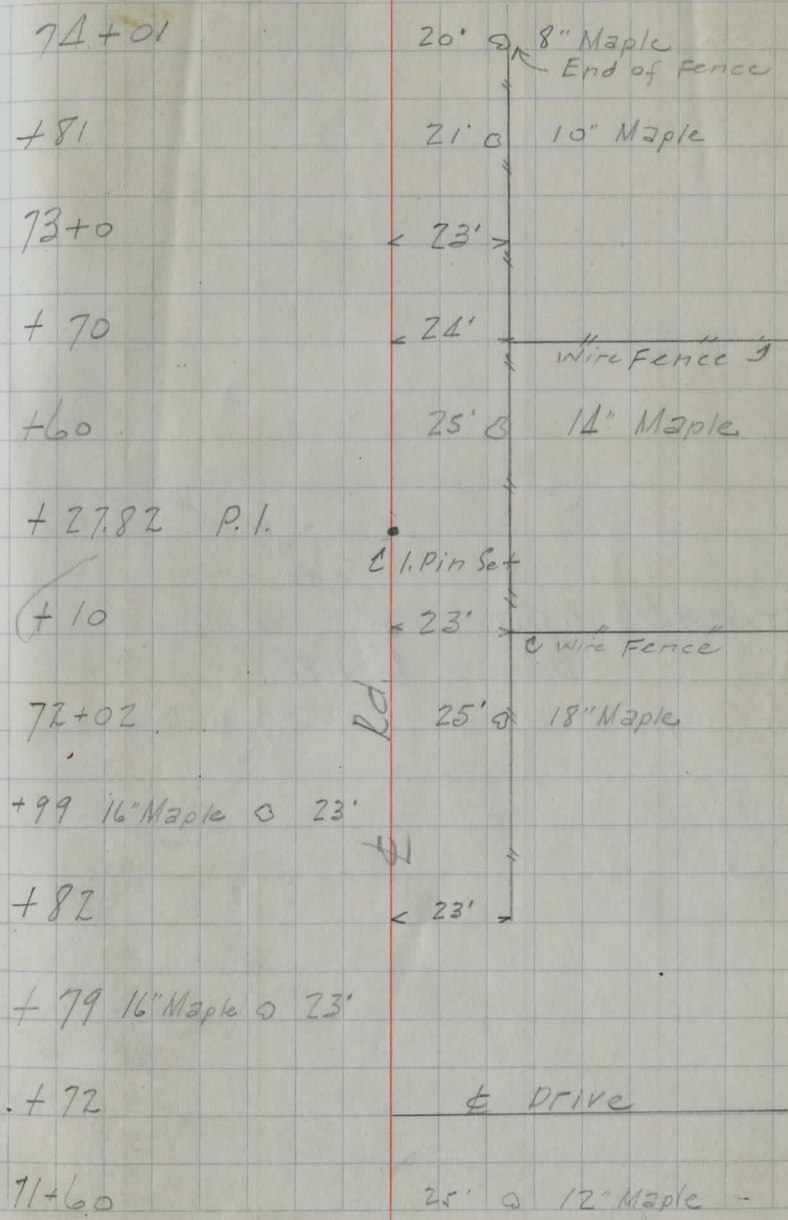 74+01 20' 8" Maple
End of Fence
+81 21' 10" Maple
73+0 23'
+70 24'
Wire Fence
+60 25' 14" Maple
+27.82 P.I.
I. Pin Set
+10 23'
Wire Fence
72+02 25' 18" Maple
Rd.
+99 16" Maple 23'
℄
+82 23'
+79 16" Maple 23'
+72 ℄ Drive
71+60 25' 12" Maple